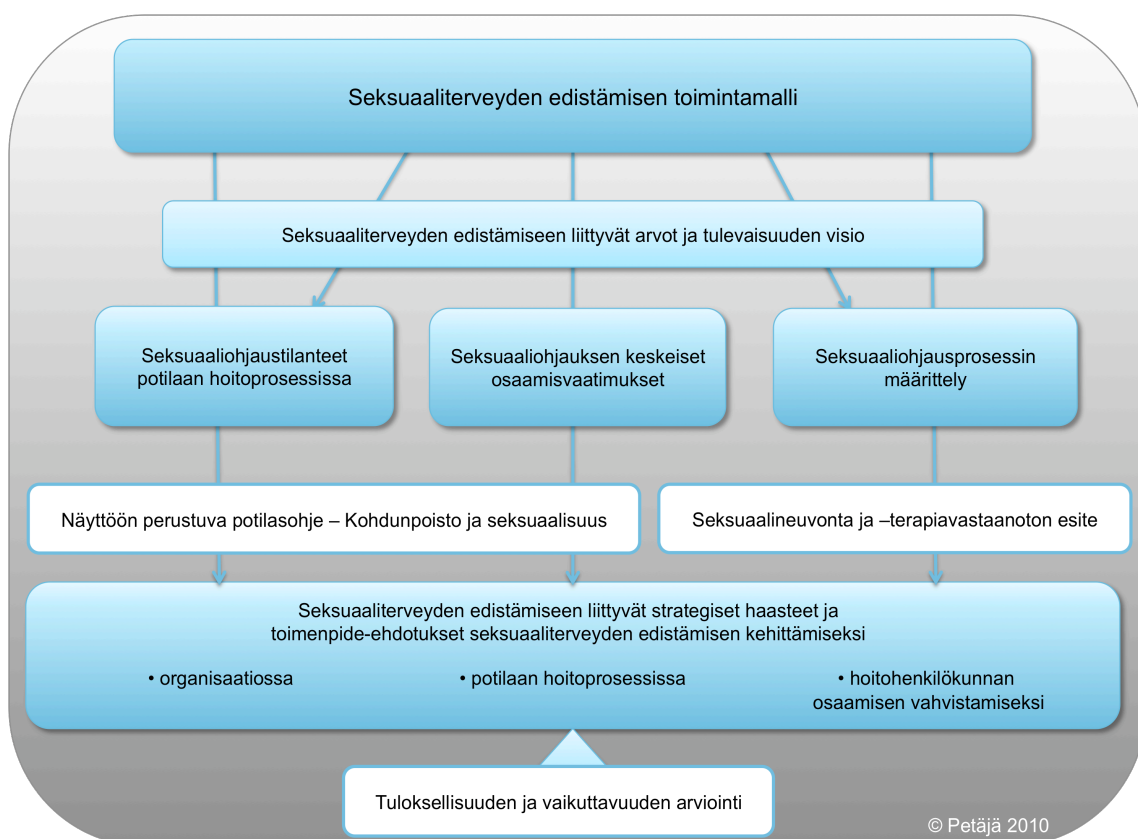 Seksuaaliterveyden edistämisen toimintamalli
Seksuaaliterveyden edistämiseen liittyvät arvot ja tulevaisuuden visio
Seksuaaliohjaustilanteet
potilaan hoitoprosessissa
Seksuaaliohjauksen keskeiset
osaamisvaatimukset
Seksuaaliohjausprosessin
määrittely
Näyttöön perustuva potilasohje – Kohdunpoisto ja seksuaalisuus
Seksuaalineuvonta ja –terapiavastaanoton esite
Seksuaaliterveyden edistämiseen liittyvät strategiset haasteet ja
toimenpide-ehdotukset seksuaaliterveyden edistämisen kehittämiseksi
• organisaatiossa
• potilaan hoitoprosessissa
• hoitohenkilökunnan
osaamisen vahvistamiseksi
Tuloksellisuuden ja vaikuttavuuden arviointi
© Petäjä 2010